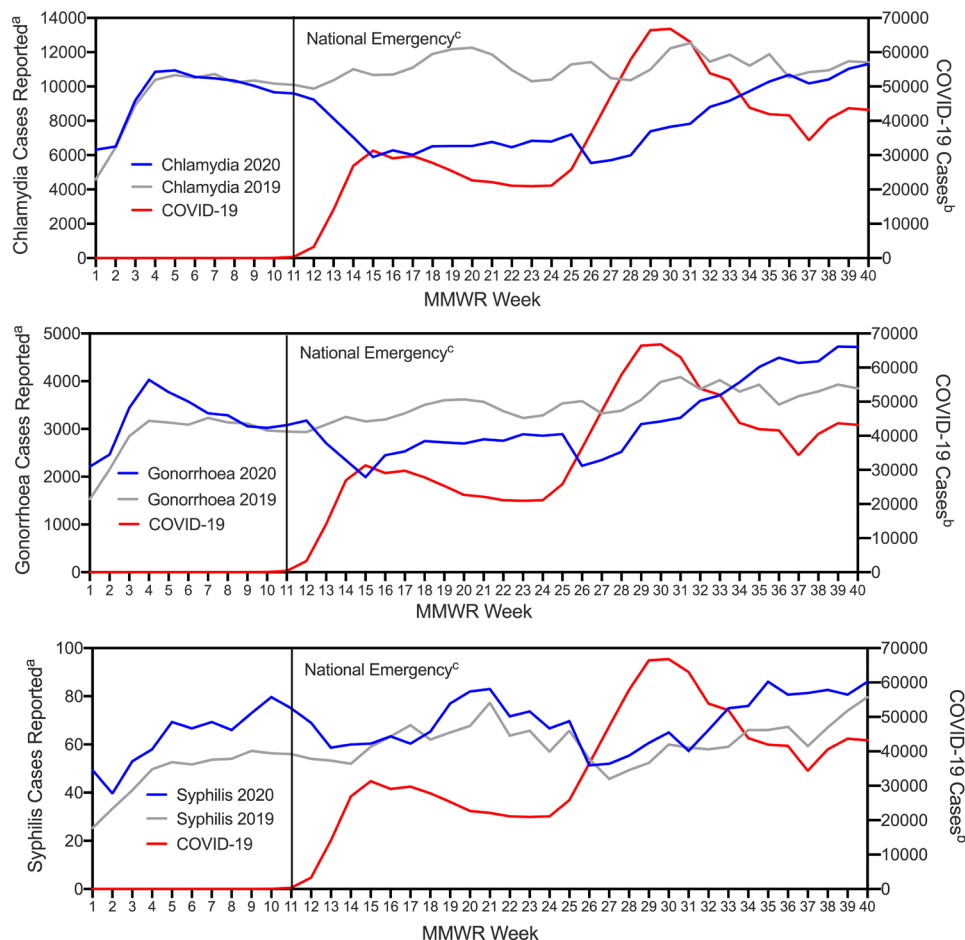 Chlamydia Cases Reportedᵃ
14000
12000
10000
8000
6000
4000
2000
0
National Emergencyᶜ
Chlamydia 2020
Chlamydia 2019
COVID-19
70000
60000
50000
40000
30000
20000
10000
0
COVID-19 Casesᵇ
1 2 3 4 5 6 7 8 9 10 11 12 13 14 15 16 17 18 19 20 21 22 23 24 25 26 27 28 29 30 31 32 33 34 35 36 37 38 39 40
MMWR Week
Gonorrhoea Cases Reportedᵃ
5000
4000
3000
2000
1000
0
National Emergencyᶜ
Gonorrhoea 2020
Gonorrhoea 2019
COVID-19
70000
60000
50000
40000
30000
20000
10000
0
COVID-19 Casesᵇ
1 2 3 4 5 6 7 8 9 10 11 12 13 14 15 16 17 18 19 20 21 22 23 24 25 26 27 28 29 30 31 32 33 34 35 36 37 38 39 40
MMWR Week
Syphilis Cases Reportedᵃ
100
80
60
40
20
0
National Emergencyᶜ
Syphilis 2020
Syphilis 2019
COVID-19
70000
60000
50000
40000
30000
20000
10000
0
COVID-19 Casesᵇ
1 2 3 4 5 6 7 8 9 10 11 12 13 14 15 16 17 18 19 20 21 22 23 24 25 26 27 28 29 30 31 32 33 34 35 36 37 38 39 40
MMWR Week